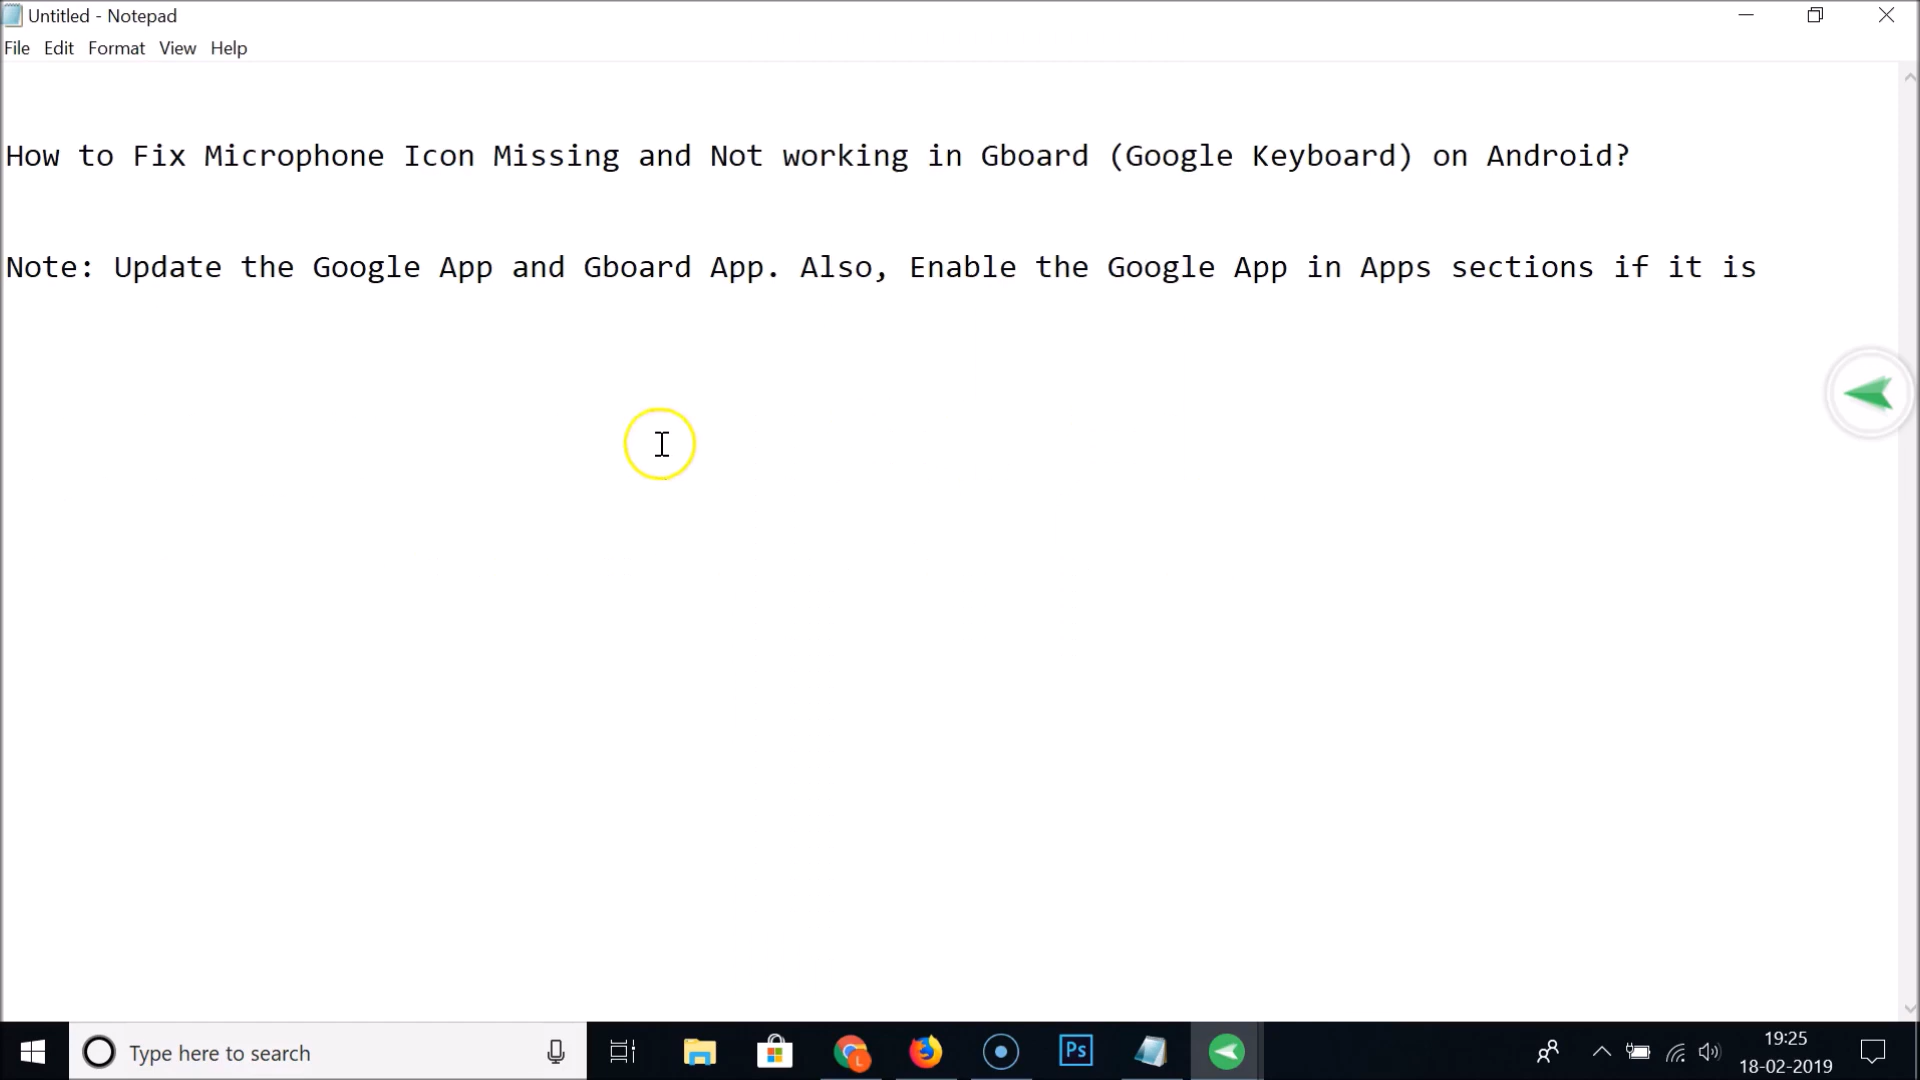 Untitled - Notepad
File Edit Format View Help
How to Fix Microphone Icon Missing and Not working in Gboard (Google Keyboard) on Android?
Note: Update the Google App and Gboard App. Also, Enable the Google App in Apps sections if it is
Type here to search
L
Ps
19:25
18-02-2019